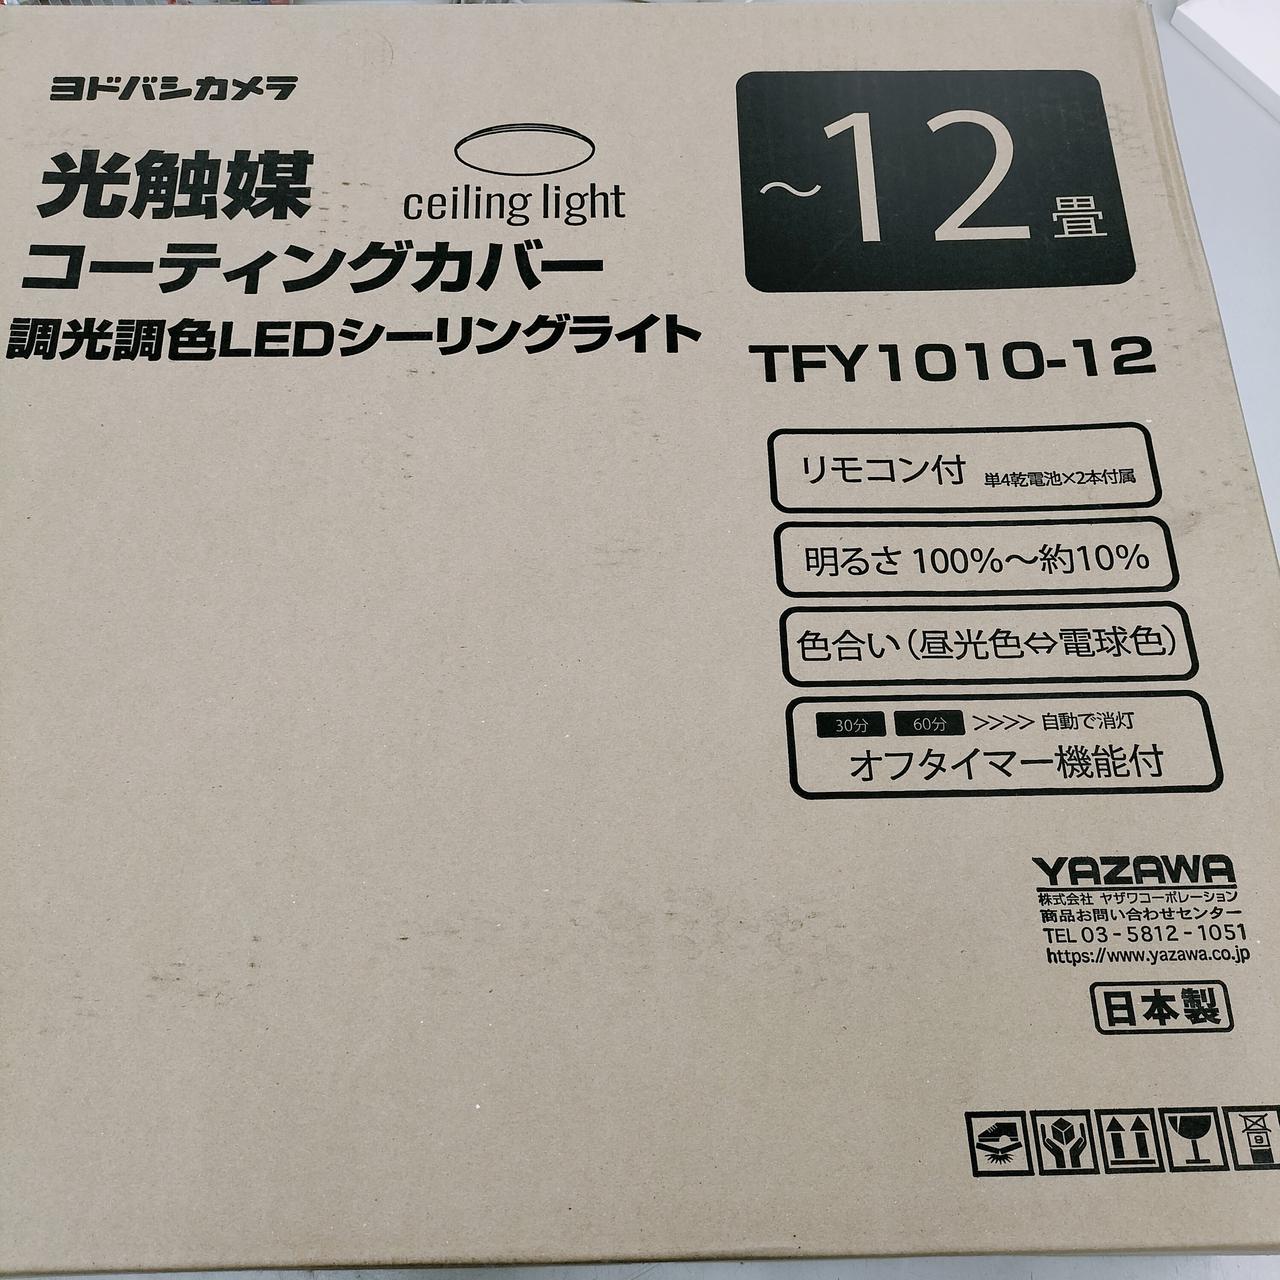 ヨドバシカメラ
光触媒
ceiling light
コーティングカバー
調光調色LEDシーリングライト
～12畳
TFY1010-12
リモコン付 単4乾電池×2本付属
明るさ 100%～約10%
色合い(昼光色⇔電球色)
30分 60分 >>>> 自動で消灯
オフタイマー機能付
YAZAWA
株式会社 ヤザワコーポレーション
商品お問い合わせセンター
TEL 03-5812-1051
https://www.yazawa.co.jp
日本製